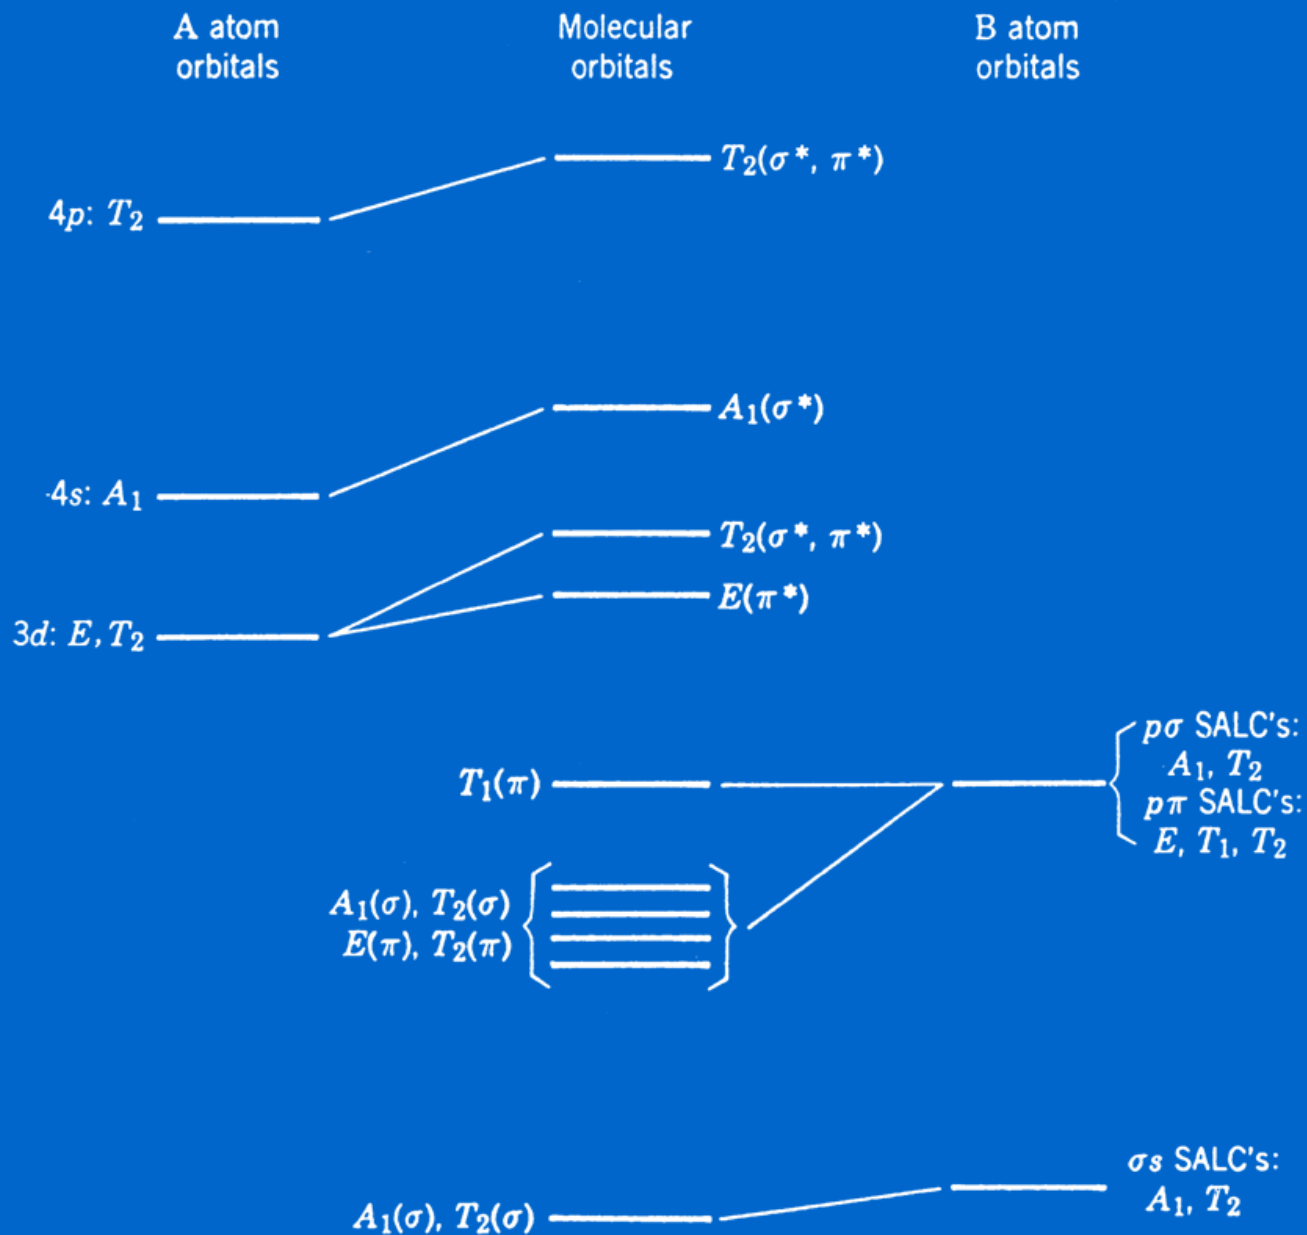 A atom
orbitals
Molecular
orbitals
B atom
orbitals
T₂(σ*, π*)
4p: T₂
A₁(σ*)
4s: A₁
T₂(σ*, π*)
E(π*)
3d: E, T₂
pσ SALC's:
A₁, T₂
pπ SALC's:
E, T₁, T₂
T₁(π)
A₁(σ), T₂(σ)
E(π), T₂(π)
σs SALC's:
A₁, T₂
A₁(σ), T₂(σ)